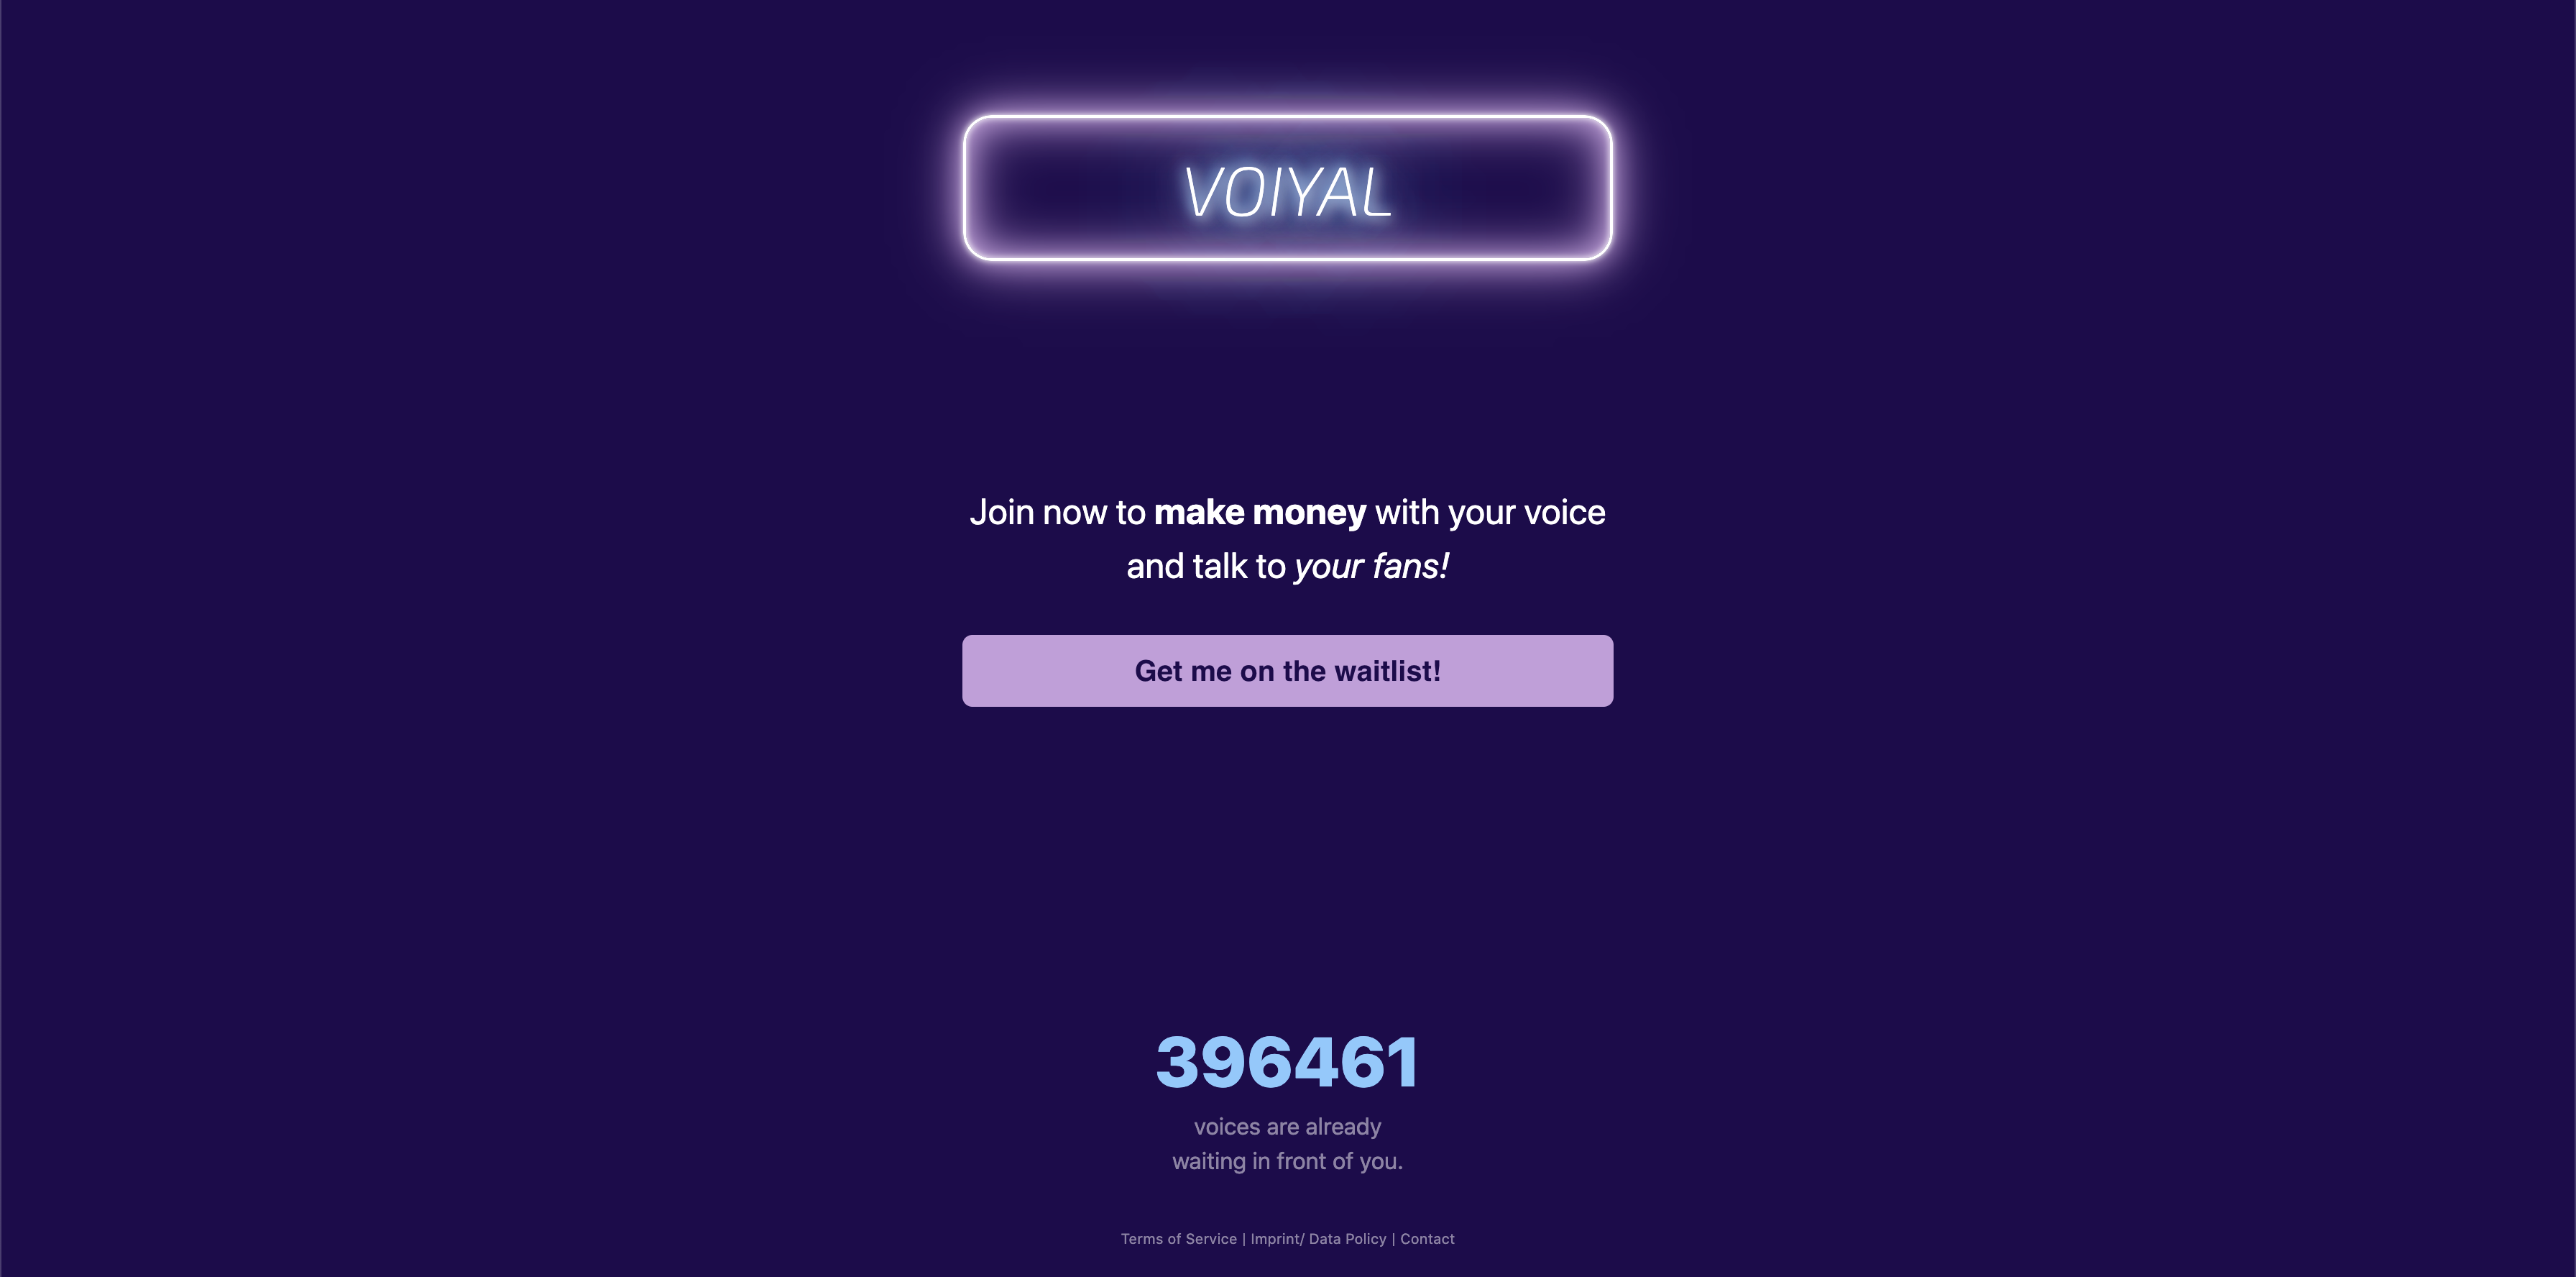 VOIYAL
Join now to make money with your voice
and talk to your fans!
Get me on the waitlist!
396461
voices are already
waiting in front of you.
Terms of Service | Imprint/ Data Policy | Contact